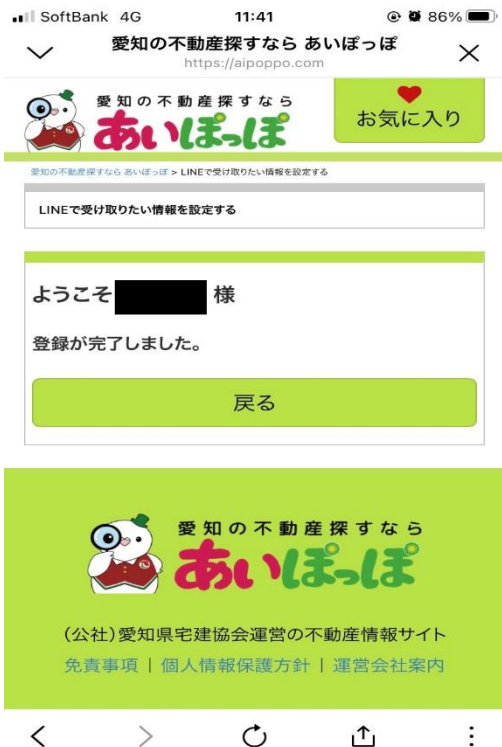 SoftBank 4G 11:41 86%
愛知の不動産探すなら あいぽっぽ
https://aipoppo.com
愛知の不動産探すなら
あいぽっぽ
お気に入り
愛知の不動産探すなら あいぽっぽ > LINEで受け取りたい情報を設定する
LINEで受け取りたい情報を設定する
ようこそ 様
登録が完了しました。
戻る
愛知の不動産探すなら
あいぽっぽ
(公社)愛知県宅建協会運営の不動産情報サイト
免責事項 | 個人情報保護方針 | 運営会社案内